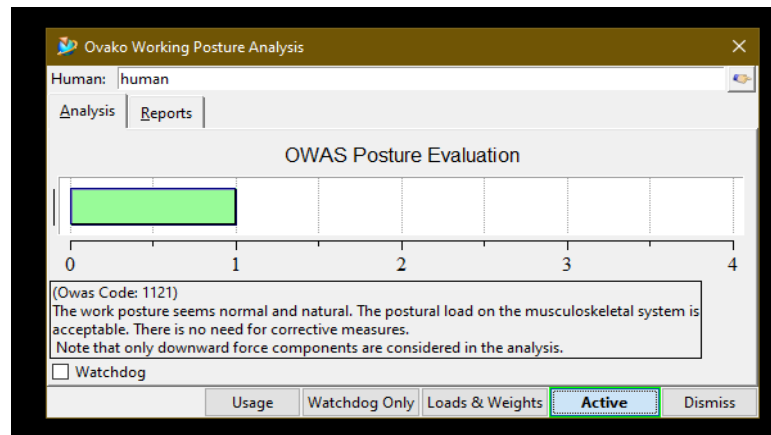 Ovako Working Posture Analysis
Human: human
Analysis Reports
OWAS Posture Evaluation
0 1 2 3 4
(Owas Code: 1121)
The work posture seems normal and natural. The postural load on the musculoskeletal system is
acceptable. There is no need for corrective measures.
Note that only downward force components are considered in the analysis.
Watchdog
Usage Watchdog Only Loads & Weights Active Dismiss